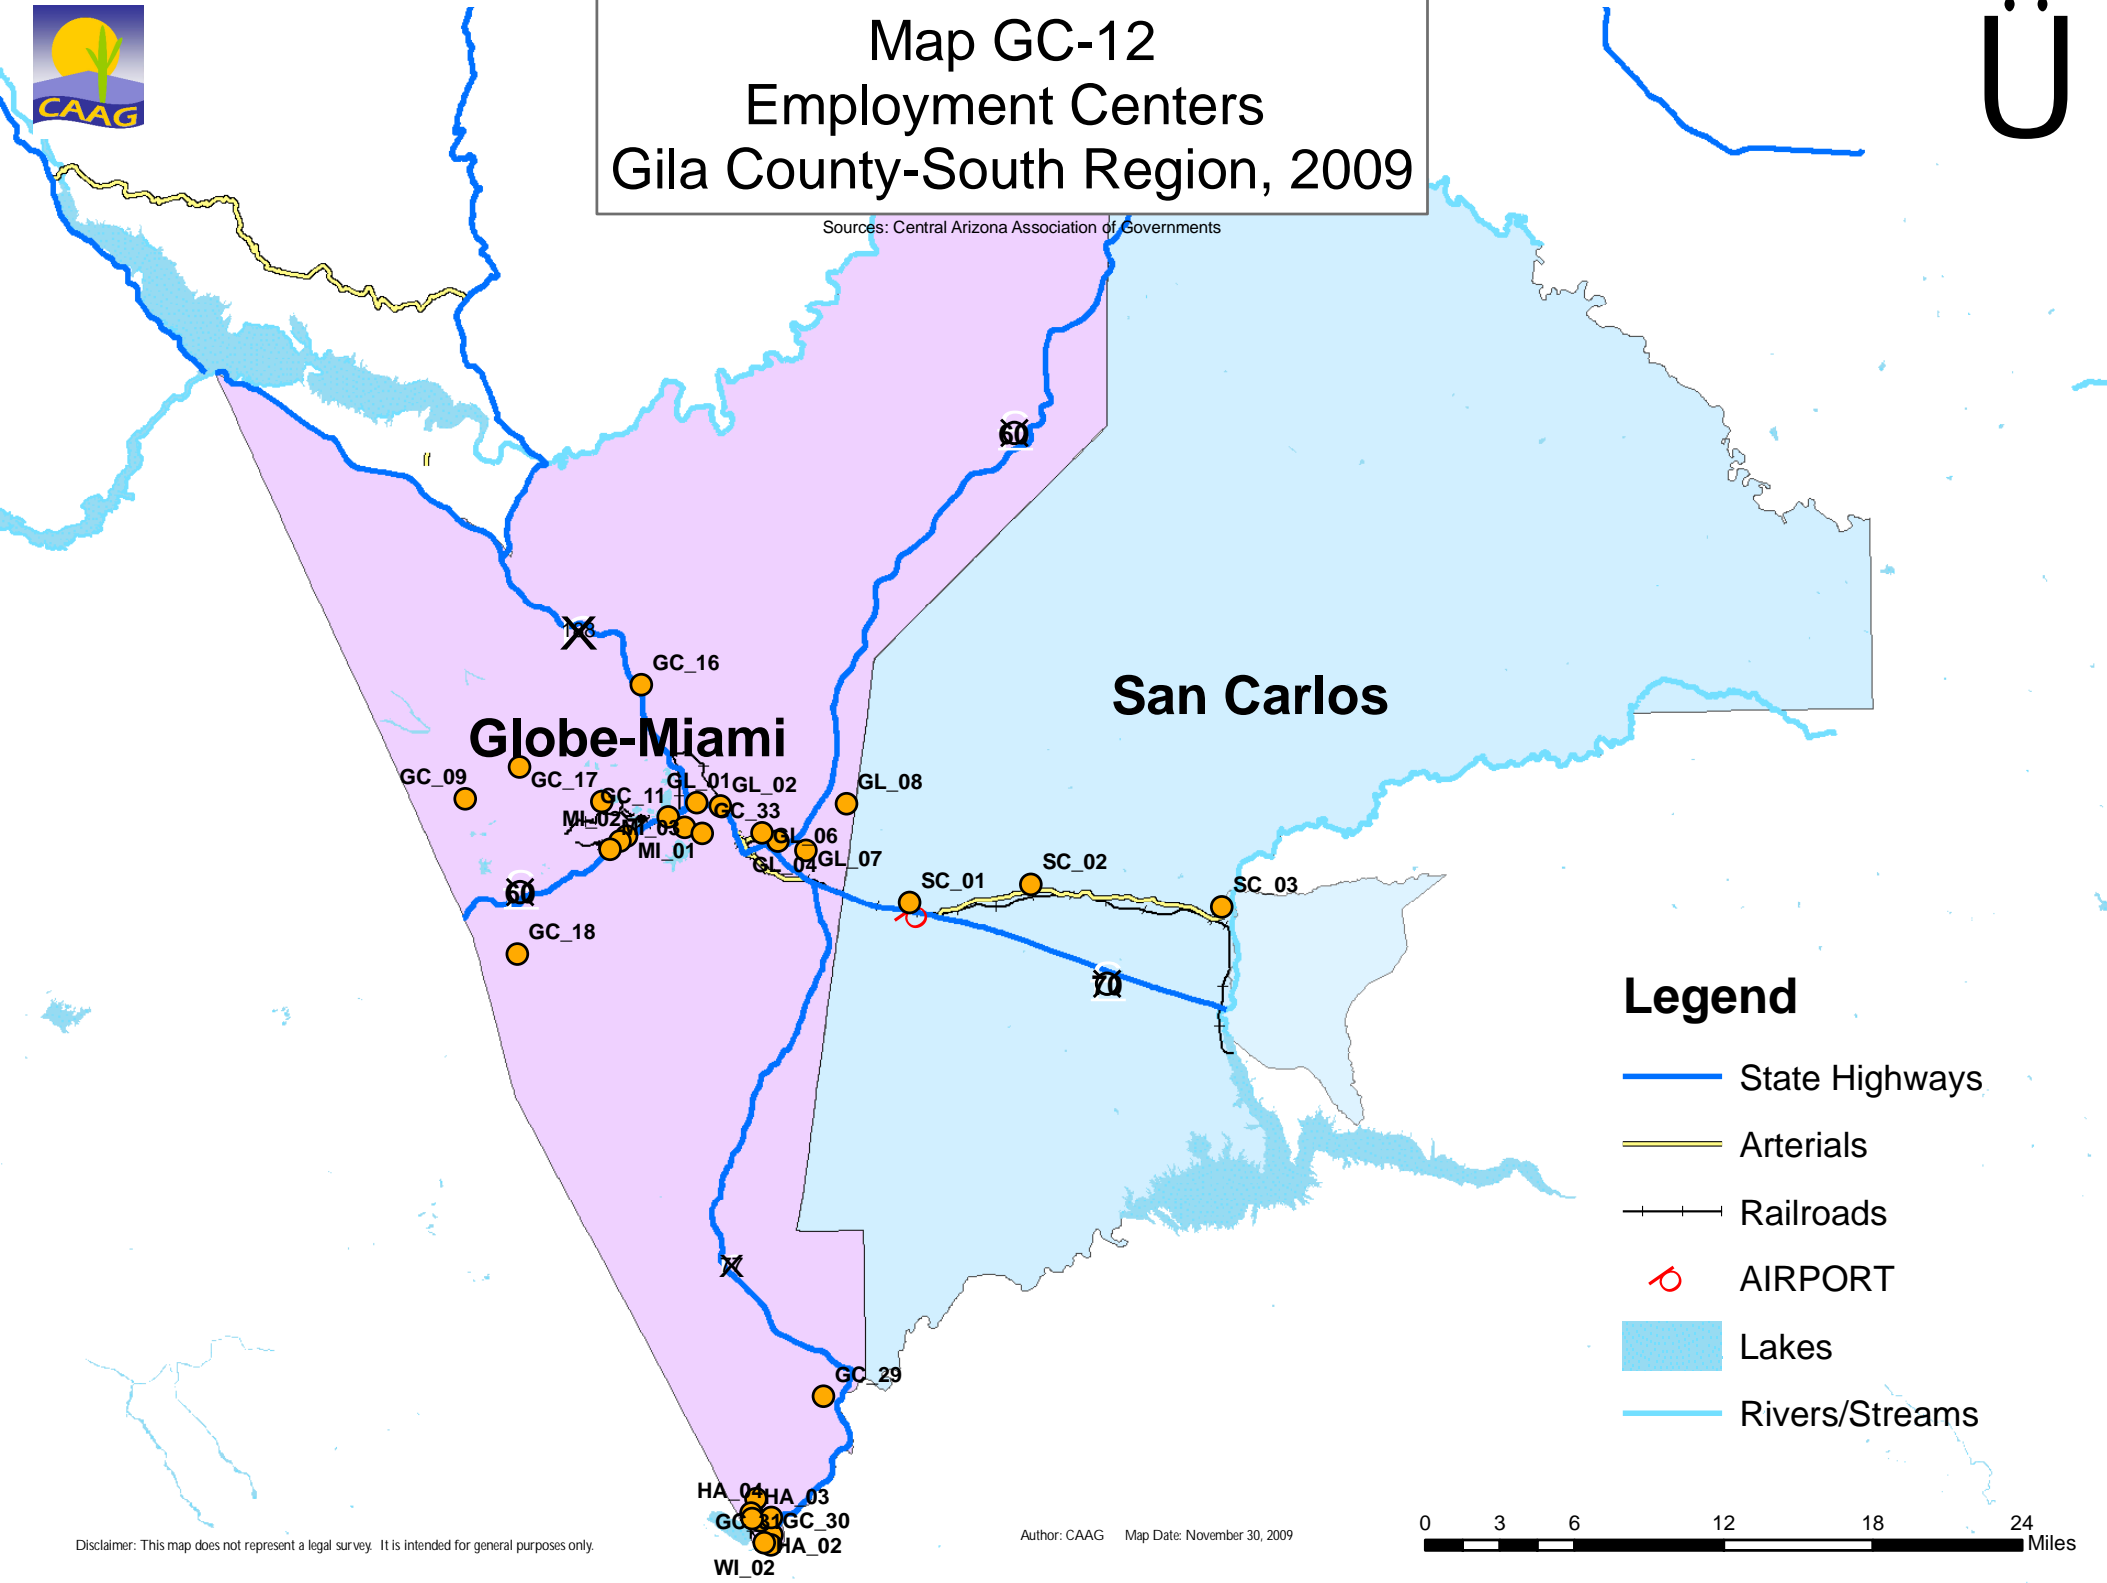 CAAG
Map GC-12
Employment Centers
Gila County-South Region, 2009
Ü
Sources: Central Arizona Association of Governments
60
GC_16
San Carlos
Globe-Miami
GC_09
GC_17
GC_11
GL_01
GL_02
GL_08
GC_33
MI_02
MI_03
MI_01
GL_06
GL_04
GL_07
60
SC_01
SC_02
SC_03
GC_18
70
77
GC_29
HA_04
HA_03
GC_31
GC_30
HA_02
WI_02
Legend
State Highways
Arterials
Railroads
AIRPORT
Lakes
Rivers/Streams
0 3 6 12 18 24
Miles
Disclaimer: This map does not represent a legal survey. It is intended for general purposes only.
Author: CAAG Map Date: November 30, 2009